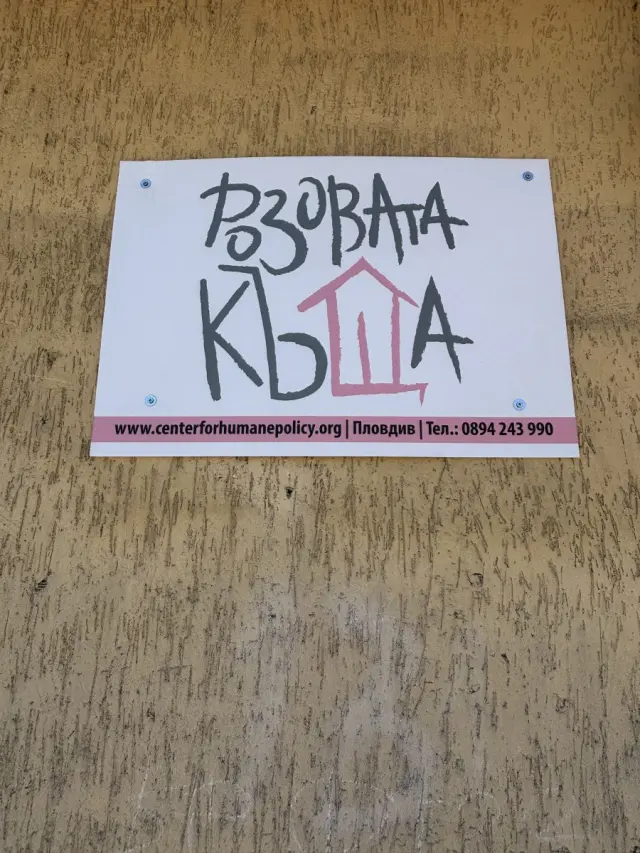 Розовата
къща
www.centerforhumanepolicy.org | Пловдив | Тел.: 0894 243 990